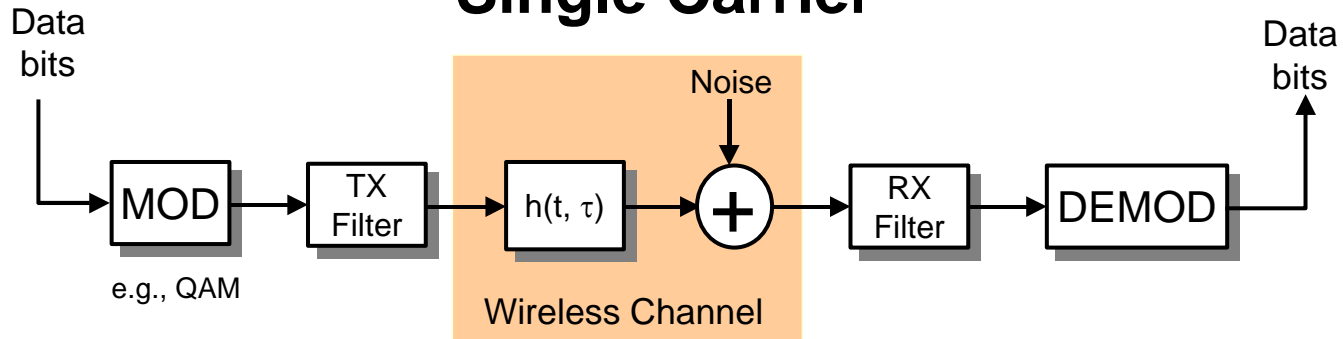 Single Carrier
Data
bits
Data
bits
Noise
MOD
TX
Filter
h(t, τ)
+
RX
Filter
DEMOD
e.g., QAM
Wireless Channel